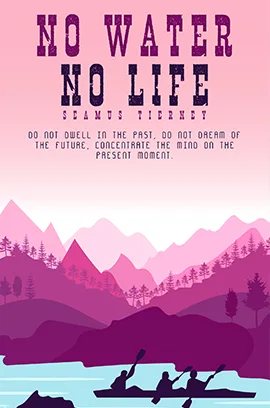 NO WATER
NO LIFE
SEAMUS TIERNEY
DO NOT DWELL IN THE PAST, DO NOT DREAM OF
THE FUTURE, CONCENTRATE THE MIND ON THE
PRESENT MOMENT.